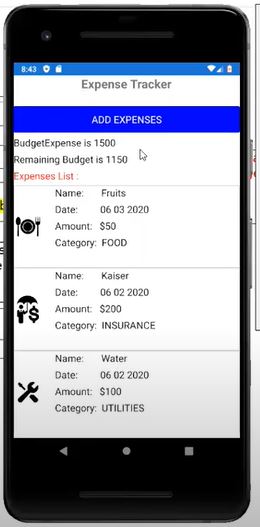 8:43
Expense Tracker
ADD EXPENSES
BudgetExpense is 1500
Remaining Budget is 1150
Expenses List :
Name: Fruits
Date: 06 03 2020
Amount: $50
Category: FOOD
Name: Kaiser
Date: 06 02 2020
Amount: $200
Category: INSURANCE
Name: Water
Date: 06 02 2020
Amount: $100
Category: UTILITIES